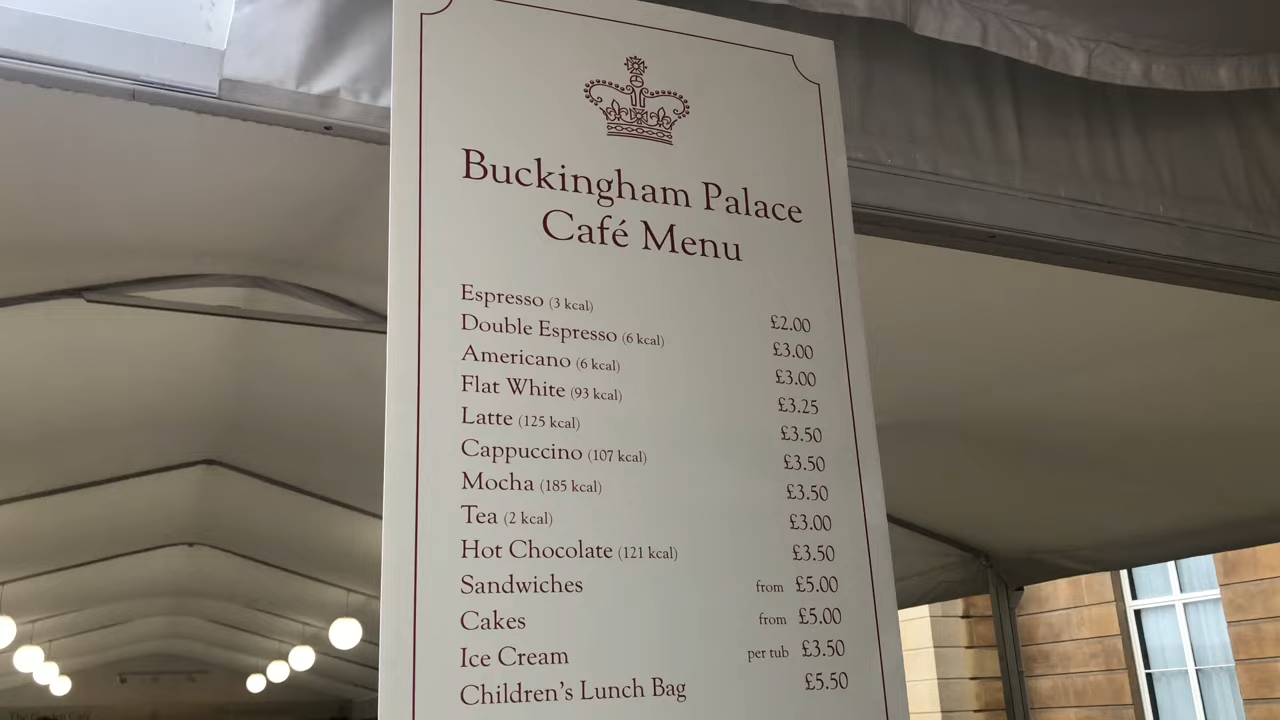 Buckingham Palace
Café Menu
Espresso (3 kcal) £2.00
Double Espresso (6 kcal) £3.00
Americano (6 kcal) £3.00
Flat White (93 kcal) £3.25
Latte (125 kcal) £3.50
Cappuccino (107 kcal) £3.50
Mocha (185 kcal) £3.50
Tea (2 kcal) £3.00
Hot Chocolate (121 kcal) £3.50
Sandwiches from £5.00
Cakes from £5.00
Ice Cream per tub £3.50
Children's Lunch Bag £5.50